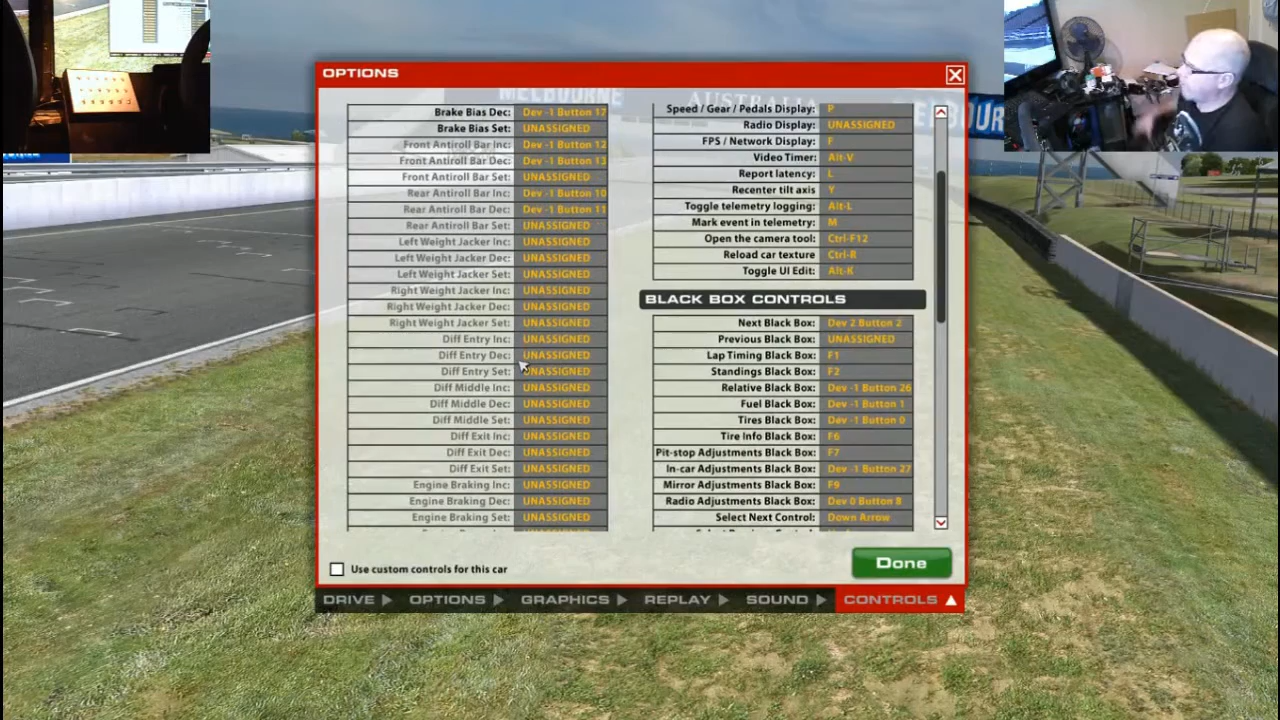 OPTIONS
MELBOURNE
AUSTRALIA
Brake Bias Dec: Dev -1 Button 17
Brake Bias Set: UNASSIGNED
Front Antiroll Bar Inc: Dev -1 Button 12
Front Antiroll Bar Dec: Dev -1 Button 13
Front Antiroll Bar Set: UNASSIGNED
Rear Antiroll Bar Inc: Dev -1 Button 10
Rear Antiroll Bar Dec: Dev -1 Button 11
Rear Antiroll Bar Set: UNASSIGNED
Left Weight Jacker Inc: UNASSIGNED
Left Weight Jacker Dec: UNASSIGNED
Left Weight Jacker Set: UNASSIGNED
Right Weight Jacker Inc: UNASSIGNED
Right Weight Jacker Dec: UNASSIGNED
Right Weight Jacker Set: UNASSIGNED
Diff Entry Inc: UNASSIGNED
Diff Entry Dec: UNASSIGNED
Diff Entry Set: UNASSIGNED
Diff Middle Inc: UNASSIGNED
Diff Middle Dec: UNASSIGNED
Diff Middle Set: UNASSIGNED
Diff Exit Inc: UNASSIGNED
Diff Exit Dec: UNASSIGNED
Diff Exit Set: UNASSIGNED
Engine Braking Inc: UNASSIGNED
Engine Braking Dec: UNASSIGNED
Engine Braking Set: UNASSIGNED
Speed / Gear / Pedals Display: P
Radio Display: UNASSIGNED
FPS / Network Display: F
Video Timer: Alt-V
Report latency: L
Recenter tilt axis Y
Toggle telemetry logging: Alt-L
Mark event in telemetry: M
Open the camera tool: Ctrl-F12
Reload car texture Ctrl-R
Toggle UI Edit: Alt-K
BLACK BOX CONTROLS
Next Black Box: Dev 2 Button 2
Previous Black Box: UNASSIGNED
Lap Timing Black Box: F1
Standings Black Box: F2
Relative Black Box: Dev -1 Button 26
Fuel Black Box: Dev -1 Button 1
Tires Black Box: Dev -1 Button 0
Tire Info Black Box: F6
Pit-stop Adjustments Black Box: F7
In-car Adjustments Black Box: Dev -1 Button 27
Mirror Adjustments Black Box: F9
Radio Adjustments Black Box: Dev 0 Button 8
Select Next Control: Down Arrow
Use custom controls for this car
Done
DRIVE OPTIONS GRAPHICS REPLAY SOUND CONTROLS